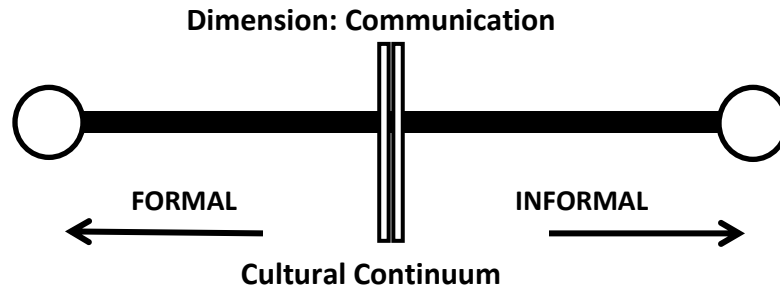 Dimension: Communication
FORMAL INFORMAL
Cultural Continuum